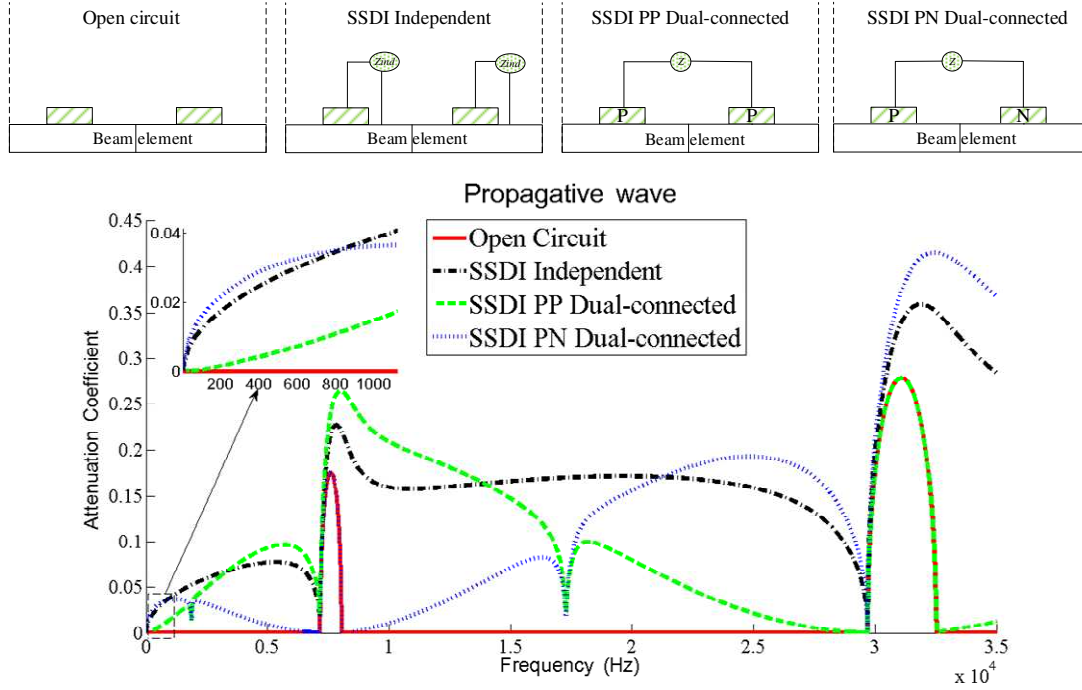 Open circuit
SSDI Independent
SSDI PP Dual-connected
SSDI PN Dual-connected
Zind
Zind
Z
Z
P
P
P
N
Beam element
Beam element
Beam element
Beam element
Propagative wave
0.45
0.4
0.35
0.3
0.25
0.2
0.15
0.1
0.05
0
Attenuation Coefficient
0.04
0.02
0
200 400 600 800 1000
Open Circuit
SSDI Independent
SSDI PP Dual-connected
SSDI PN Dual-connected
0 0.5 1 1.5 2 2.5 3 3.5
Frequency (Hz)
x 10⁴